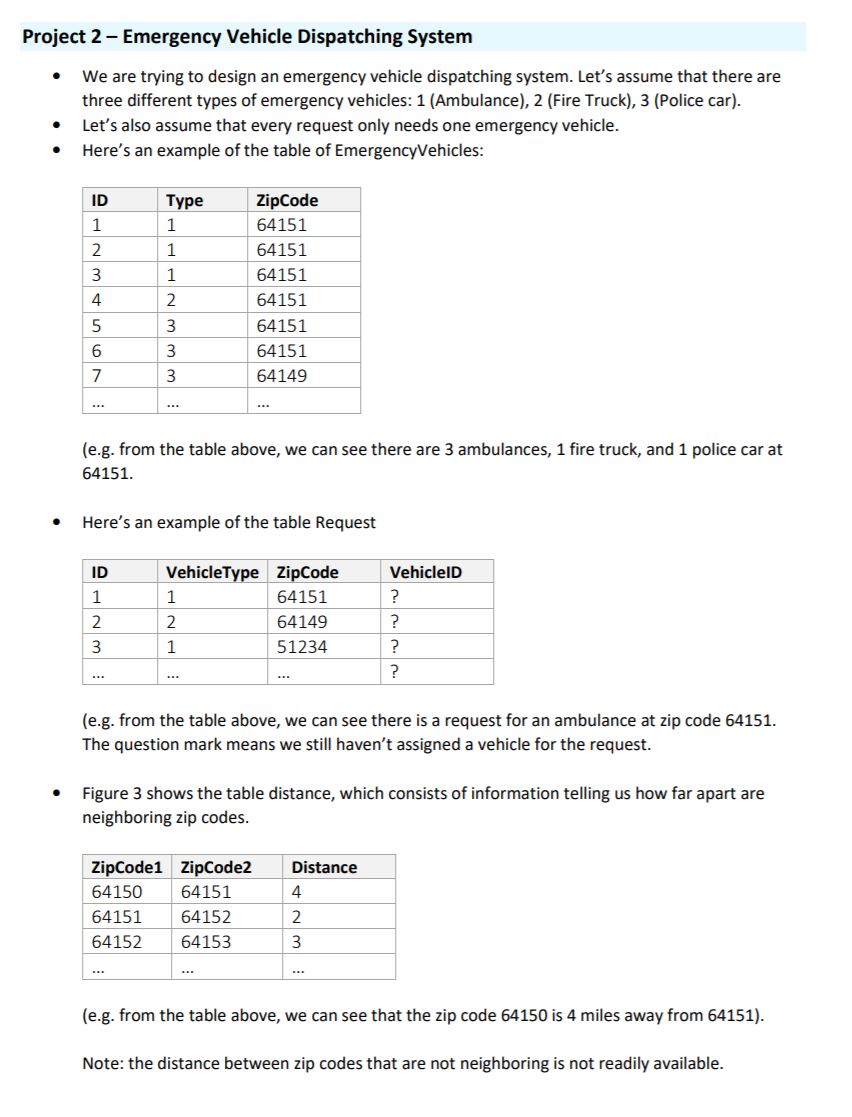 Project 2 – Emergency Vehicle Dispatching System
• We are trying to design an emergency vehicle dispatching system. Let’s assume that there are
three different types of emergency vehicles: 1 (Ambulance), 2 (Fire Truck), 3 (Police car).
• Let’s also assume that every request only needs one emergency vehicle.
• Here’s an example of the table of EmergencyVehicles:
ID Type ZipCode
1 1 64151
2 1 64151
3 1 64151
4 2 64151
5 3 64151
6 3 64151
7 3 64149
... ... ...
(e.g. from the table above, we can see there are 3 ambulances, 1 fire truck, and 1 police car at
64151.
• Here’s an example of the table Request
ID VehicleType ZipCode VehicleID
1 1 64151 ?
2 2 64149 ?
3 1 51234 ?
... ... ... ?
(e.g. from the table above, we can see there is a request for an ambulance at zip code 64151.
The question mark means we still haven’t assigned a vehicle for the request.
• Figure 3 shows the table distance, which consists of information telling us how far apart are
neighboring zip codes.
ZipCode1 ZipCode2 Distance
64150 64151 4
64151 64152 2
64152 64153 3
... ... ...
(e.g. from the table above, we can see that the zip code 64150 is 4 miles away from 64151).
Note: the distance between zip codes that are not neighboring is not readily available.